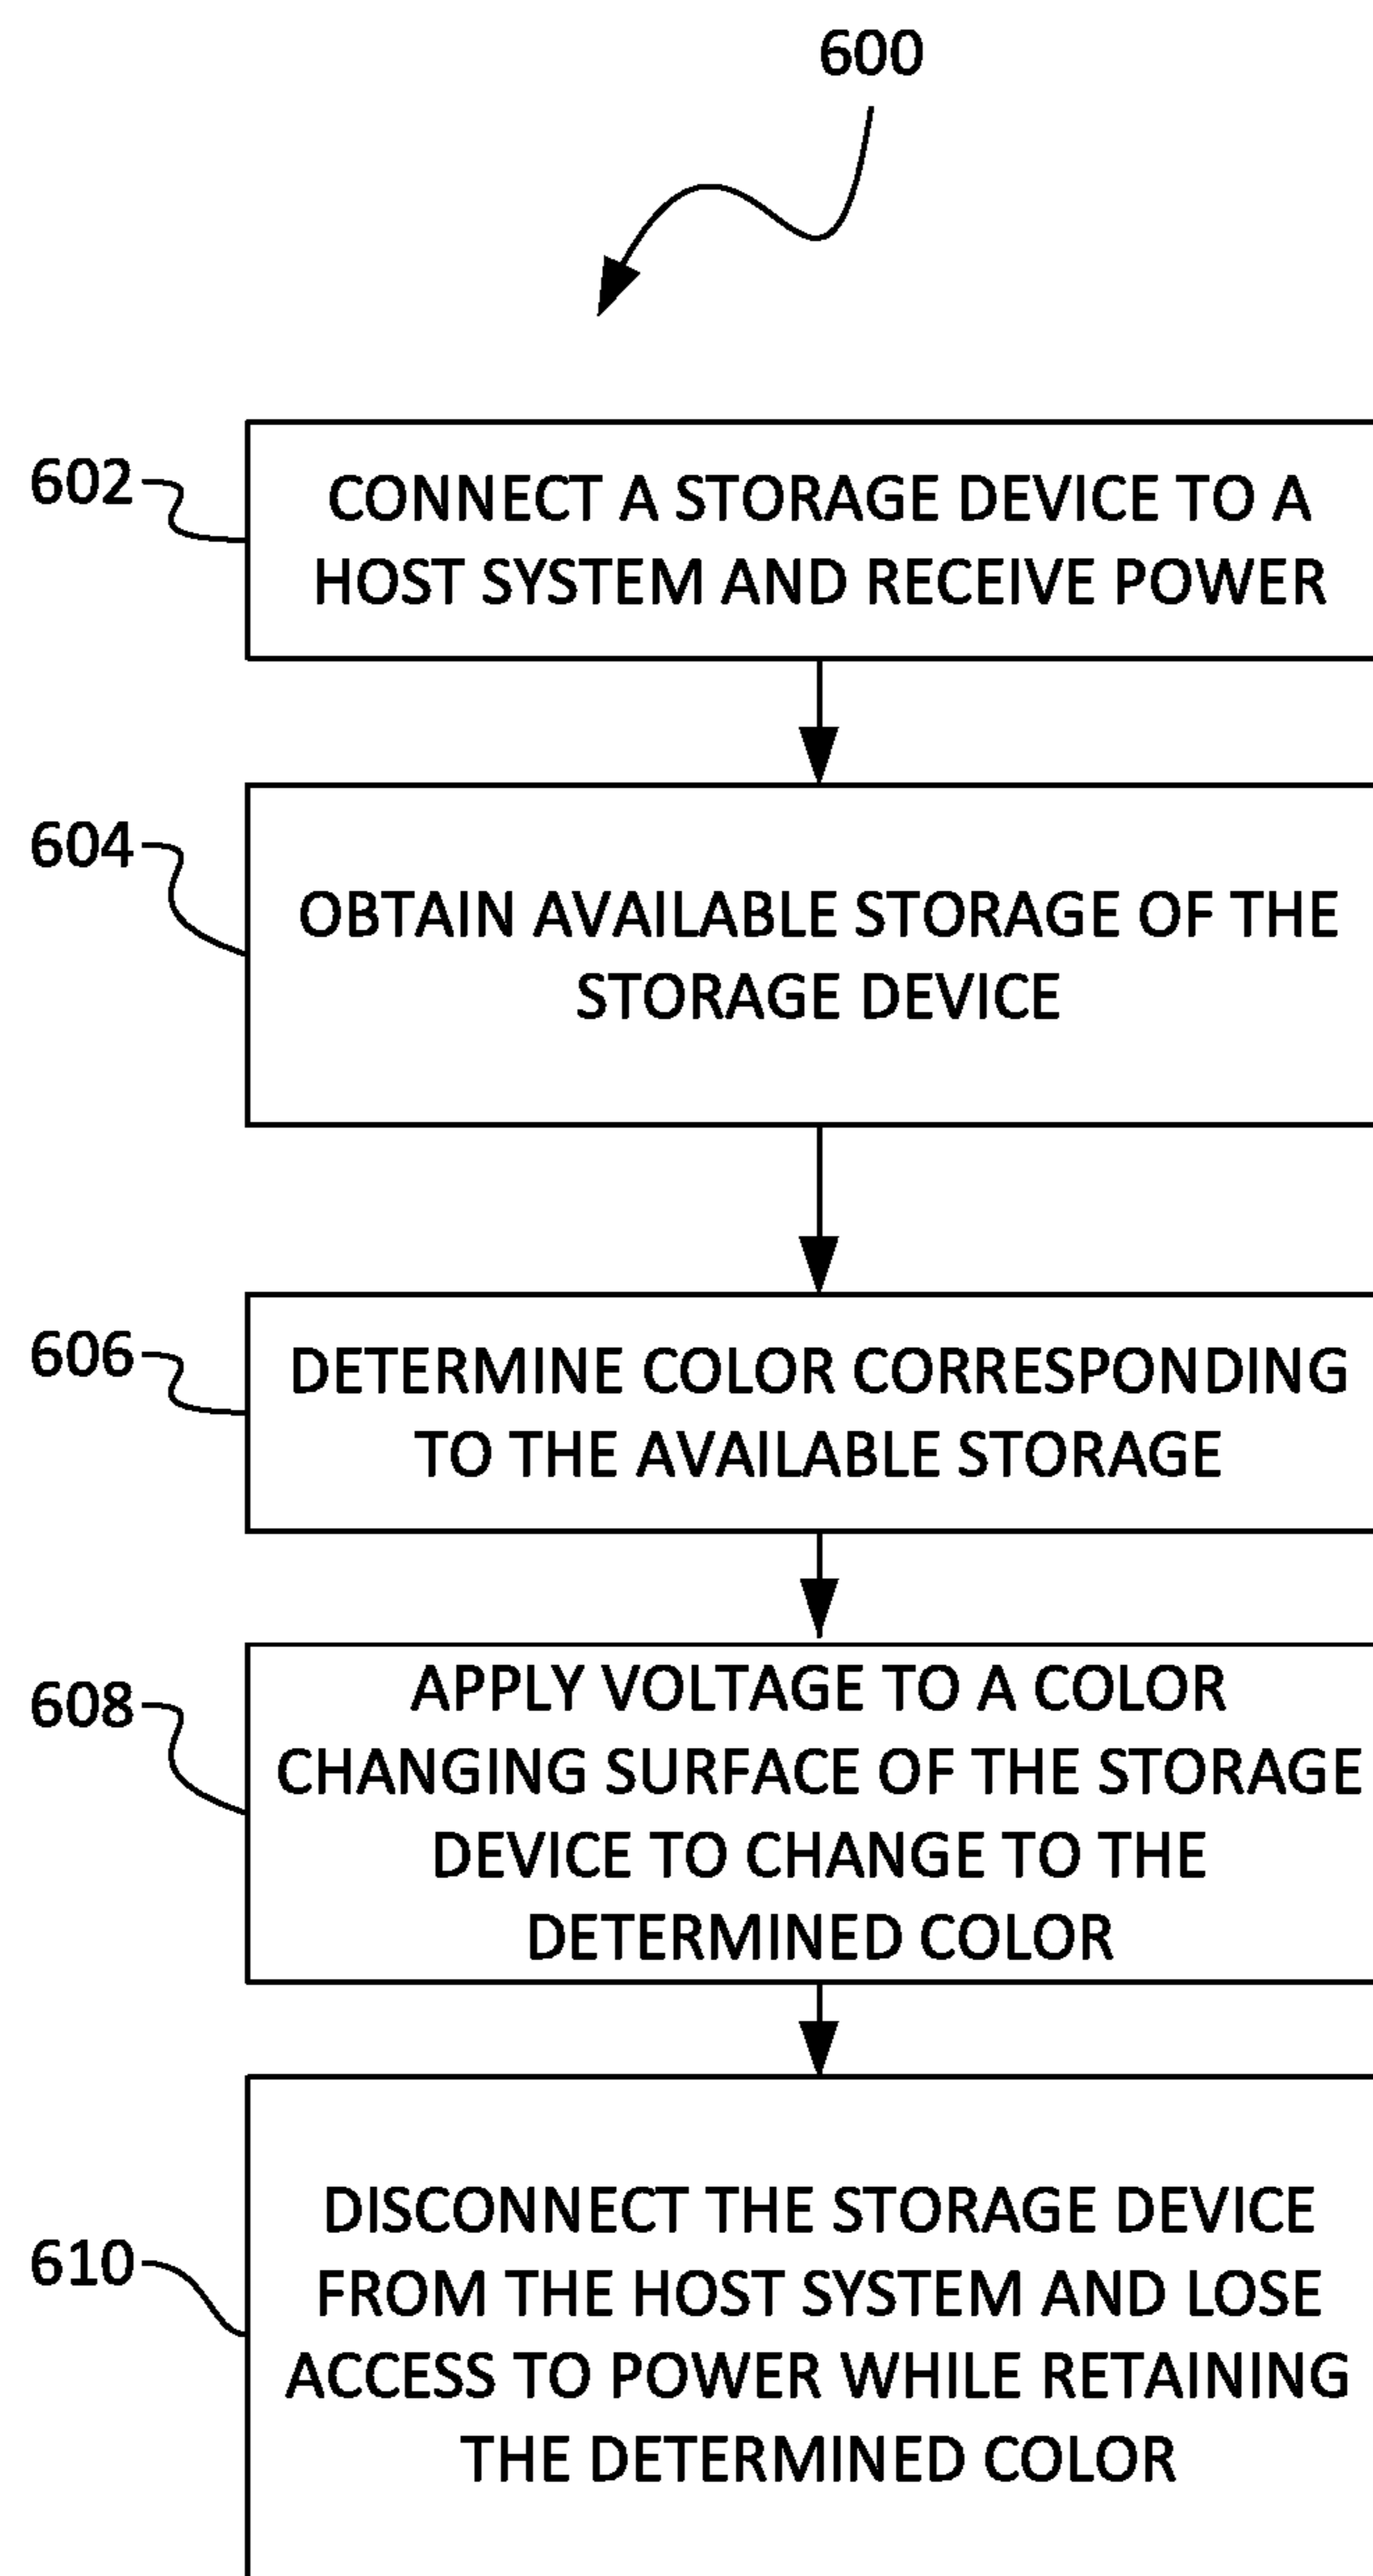 600
602
CONNECT A STORAGE DEVICE TO A
HOST SYSTEM AND RECEIVE POWER
604
OBTAIN AVAILABLE STORAGE OF THE
STORAGE DEVICE
606
DETERMINE COLOR CORRESPONDING
TO THE AVAILABLE STORAGE
608
APPLY VOLTAGE TO A COLOR
CHANGING SURFACE OF THE STORAGE
DEVICE TO CHANGE TO THE
DETERMINED COLOR
610
DISCONNECT THE STORAGE DEVICE
FROM THE HOST SYSTEM AND LOSE
ACCESS TO POWER WHILE RETAINING
THE DETERMINED COLOR